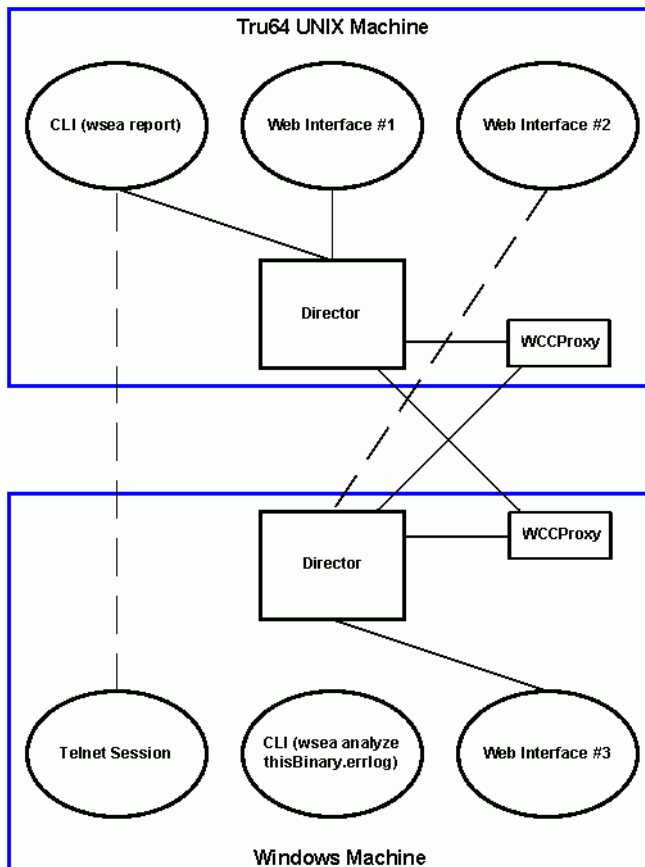 Tru64 UNIX Machine
CLI (wsea report)
Web Interface #1
Web Interface #2
Director
WCCProxy
WCCProxy
Director
Telnet Session
CLI (wsea analyze
thisBinary.errlog)
Web Interface #3
Windows Machine